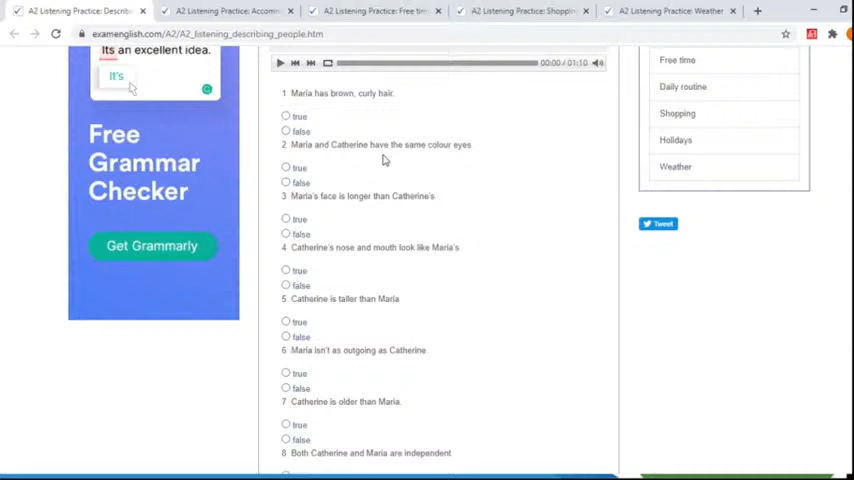 A2 Listening Practice: Describ
A2 Listening Practice: Accomm
A2 Listening Practice: Free tim
A2 Listening Practice: Shoppin
A2 Listening Practice: Weather
examenglish.com/A2/A2_listening_describing_people.htm
Its an excellent idea.
It's
Free
Grammar
Checker
Get Grammarly
00:00 / 01:10
1 Maria has brown, curly hair.
true
false
2 Maria and Catherine have the same colour eyes
true
false
3 Maria's face is longer than Catherine's.
true
false
4 Catherine's nose and mouth look like Maria's.
true
false
5 Catherine is taller than Maria
true
false
6 Maria isn't as outgoing as Catherine.
true
false
7 Catherine is older than Maria.
true
false
8 Both Catherine and Maria are independent
Free time
Daily routine
Shopping
Holidays
Weather
Tweet